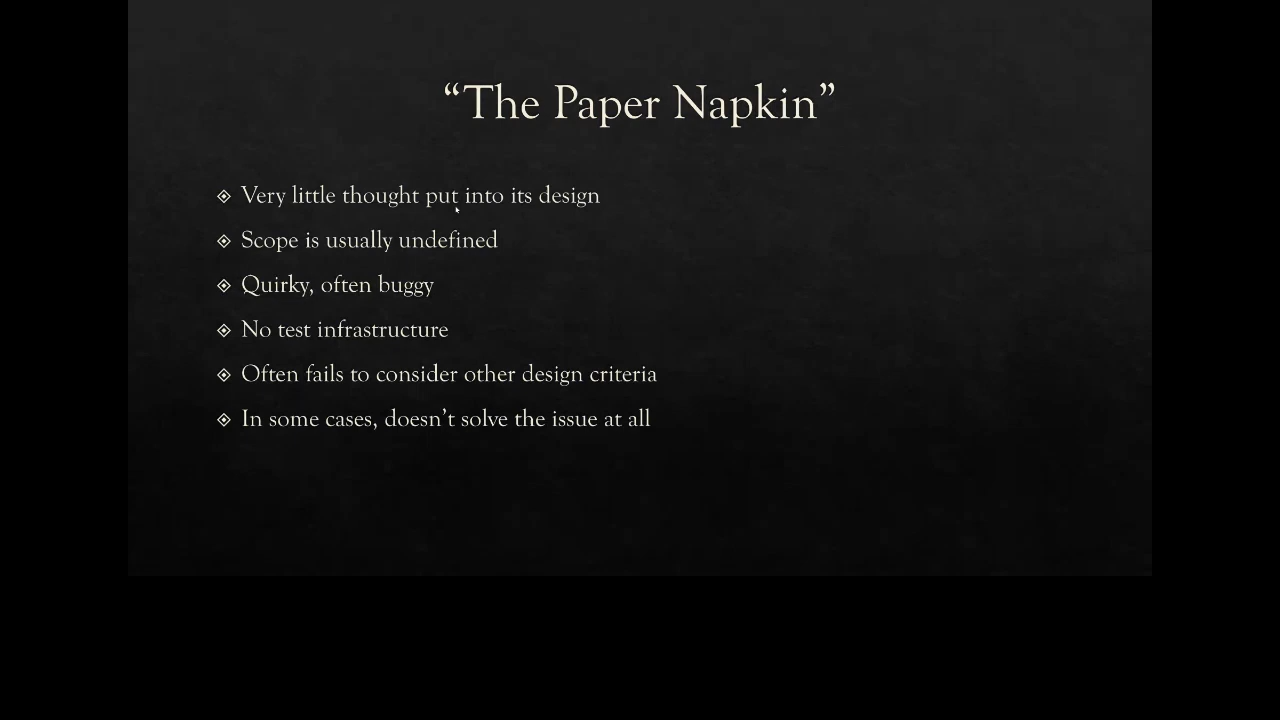 “The Paper Napkin”
Very little thought put into its design
Scope is usually undefined
Quirky, often buggy
No test infrastructure
Often fails to consider other design criteria
In some cases, doesn’t solve the issue at all